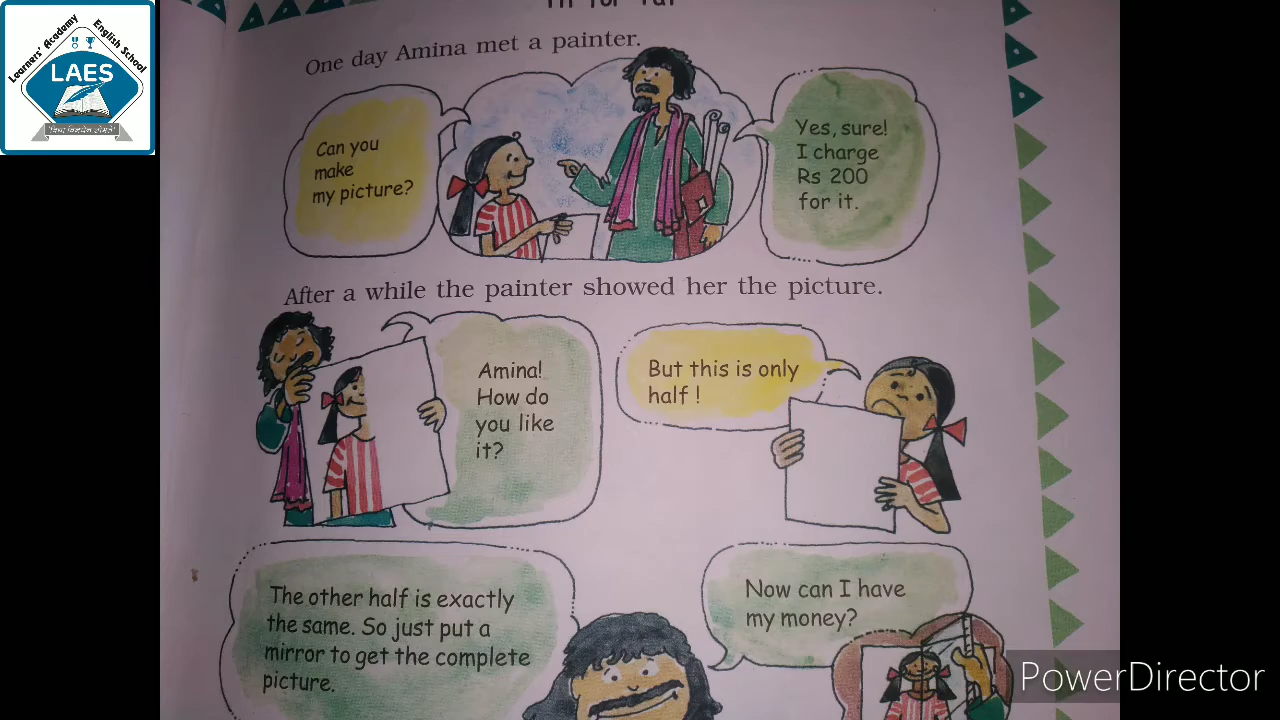 Learners' Academy English School
LAES
Tit for Tat
One day Amina met a painter.
Can you
make
my picture?
Yes, sure!
I charge
Rs 200
for it.
After a while the painter showed her the picture.
Amina!
How do
you like
it?
But this is only
half !
The other half is exactly
the same. So just put a
mirror to get the complete
picture.
Now can I have
my money?
PowerDirector